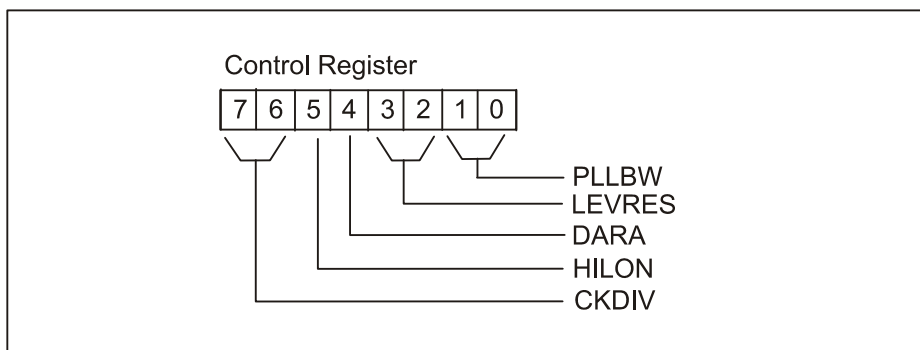 Control Register
7 6 5 4 3 2 1 0
PLLBW
LEVRES
DARA
HILON
CKDIV